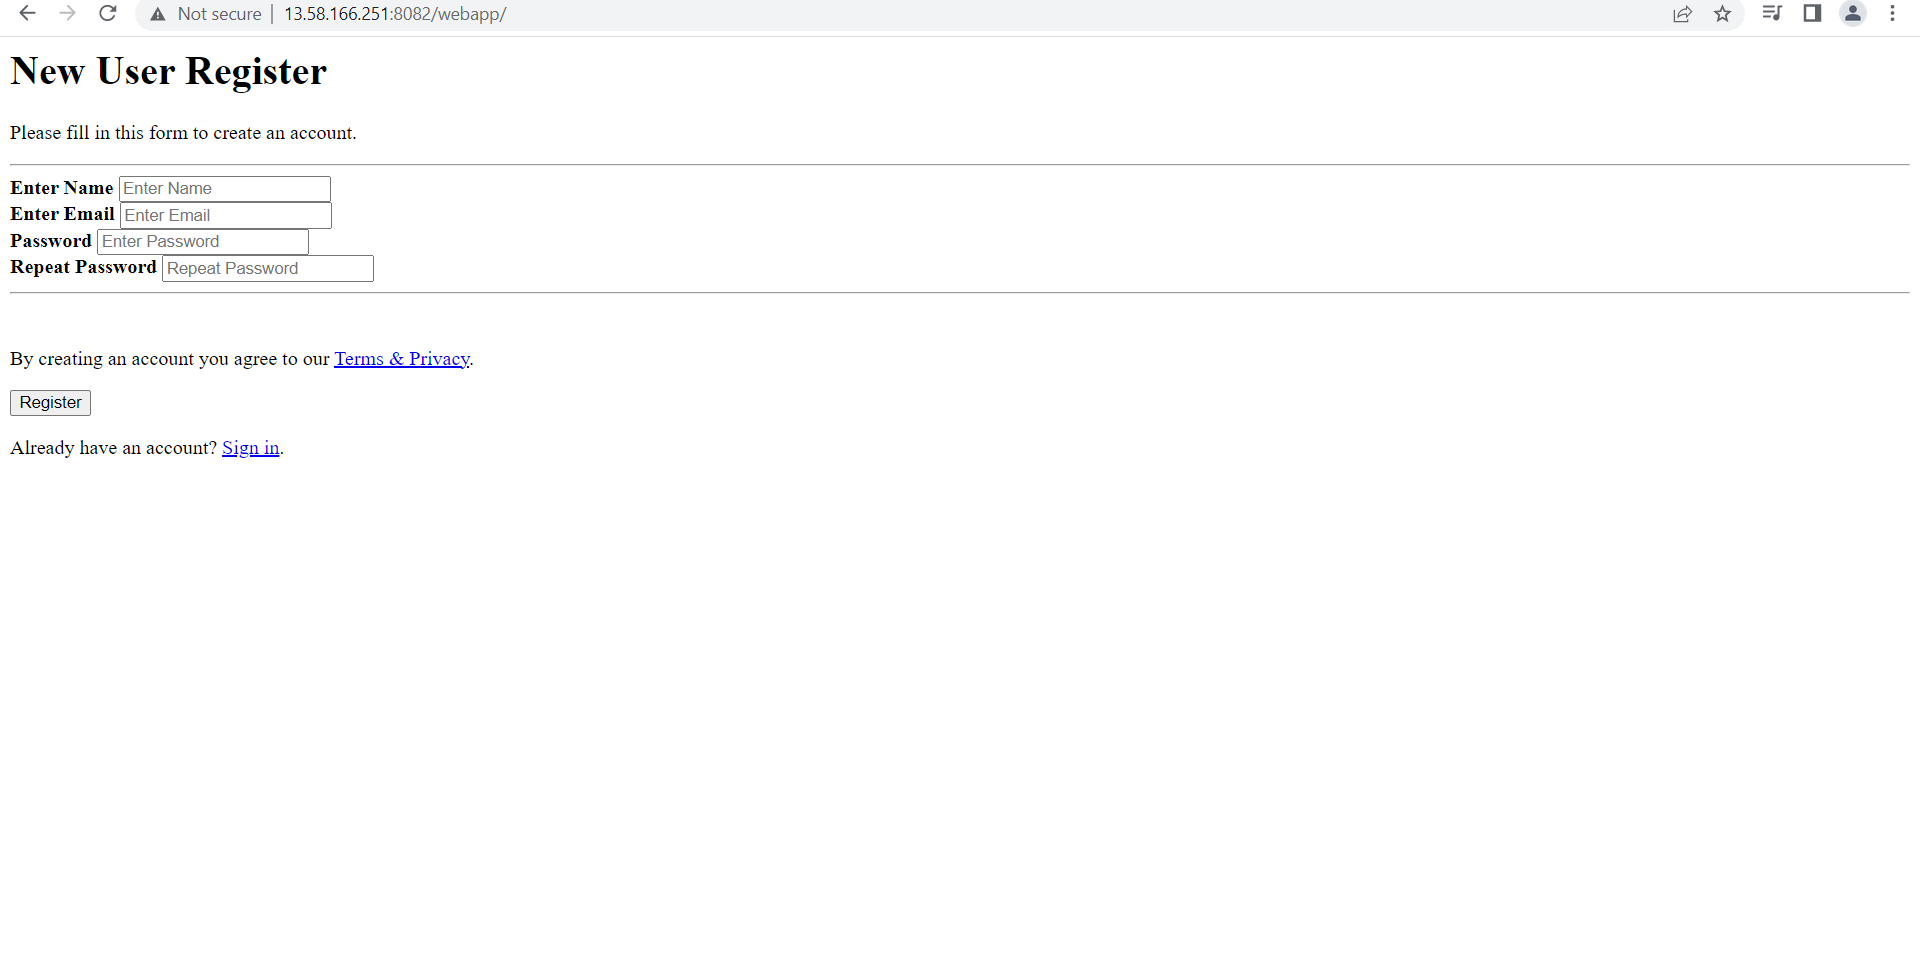 Not secure | 13.58.166.251:8082/webapp/
New User Register
Please fill in this form to create an account.
Enter Name Enter Name
Enter Email Enter Email
Password Enter Password
Repeat Password Repeat Password
By creating an account you agree to our Terms & Privacy.
Register
Already have an account? Sign in.